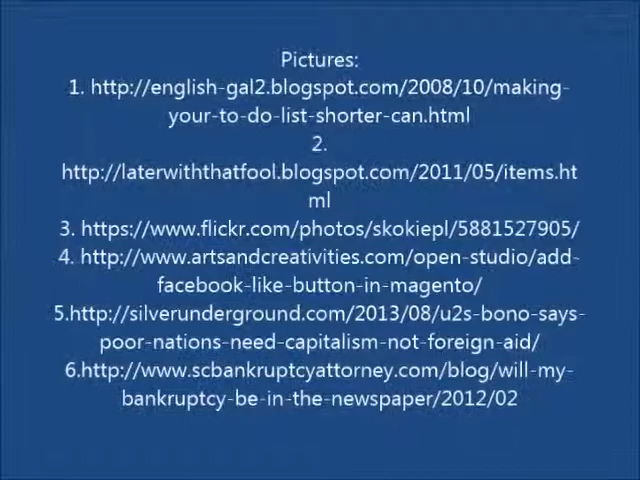 Pictures:
1. http://english-gal2.blogspot.com/2008/10/making-
your-to-do-list-shorter-can.html
2.
http://laterwiththatfool.blogspot.com/2011/05/items.ht
ml
3. https://www.flickr.com/photos/skokiepl/5881527905/
4. http://www.artsandcreativities.com/open-studio/add-
facebook-like-button-in-magento/
5.http://silverunderground.com/2013/08/u2s-bono-says-
poor-nations-need-capitalism-not-foreign-aid/
6.http://www.scbankruptcyattorney.com/blog/will-my-
bankruptcy-be-in-the-newspaper/2012/02